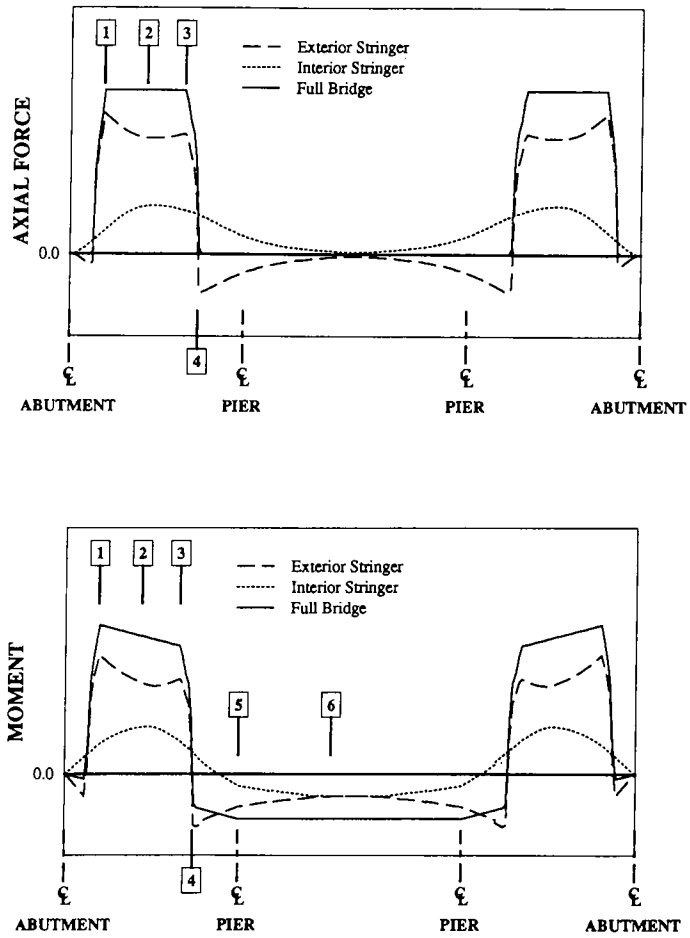 1 2 3
Exterior Stringer
Interior Stringer
Full Bridge
AXIAL FORCE
0.0
4
℄ ℄ ℄ ℄
ABUTMENT PIER PIER ABUTMENT
1 2 3
Exterior Stringer
Interior Stringer
Full Bridge
MOMENT
5 6
0.0
4
℄ ℄ ℄ ℄
ABUTMENT PIER PIER ABUTMENT